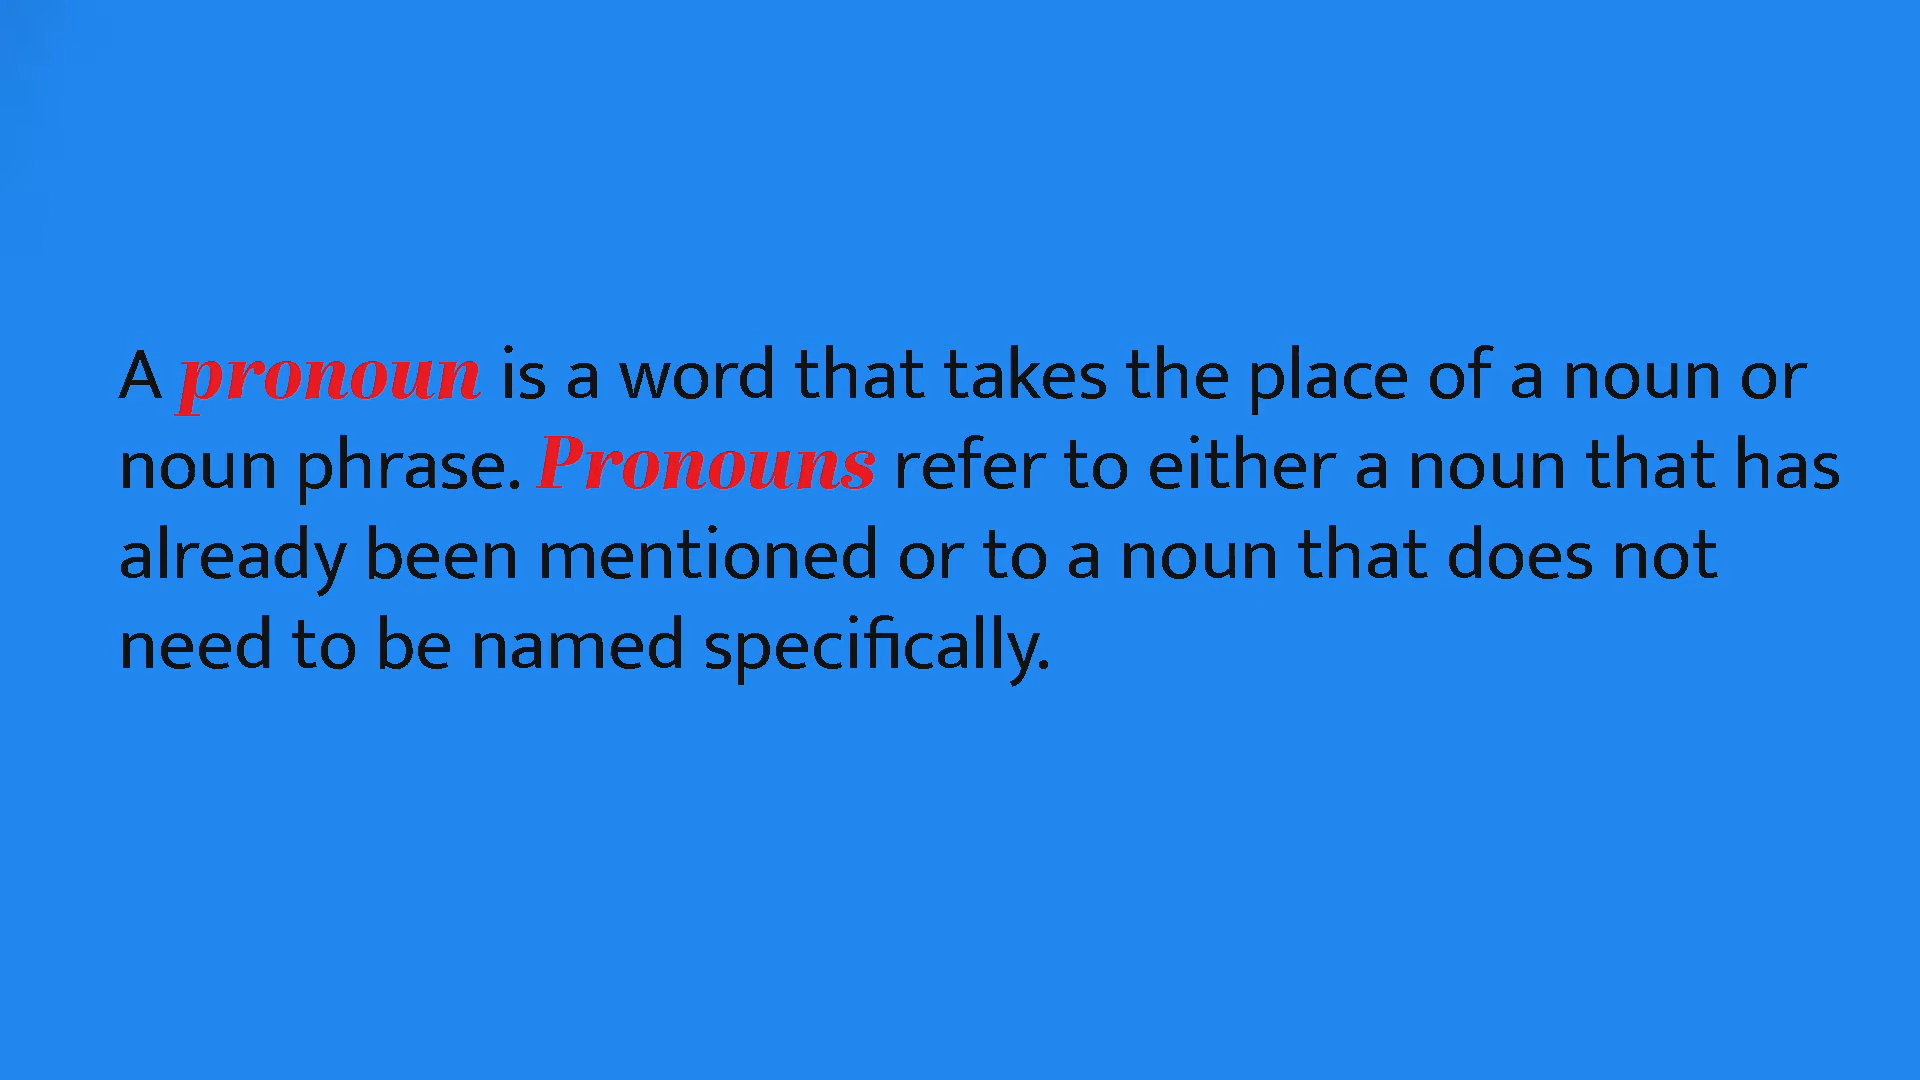 A pronoun is a word that takes the place of a noun or
noun phrase. Pronouns refer to either a noun that has
already been mentioned or to a noun that does not
need to be named specifically.